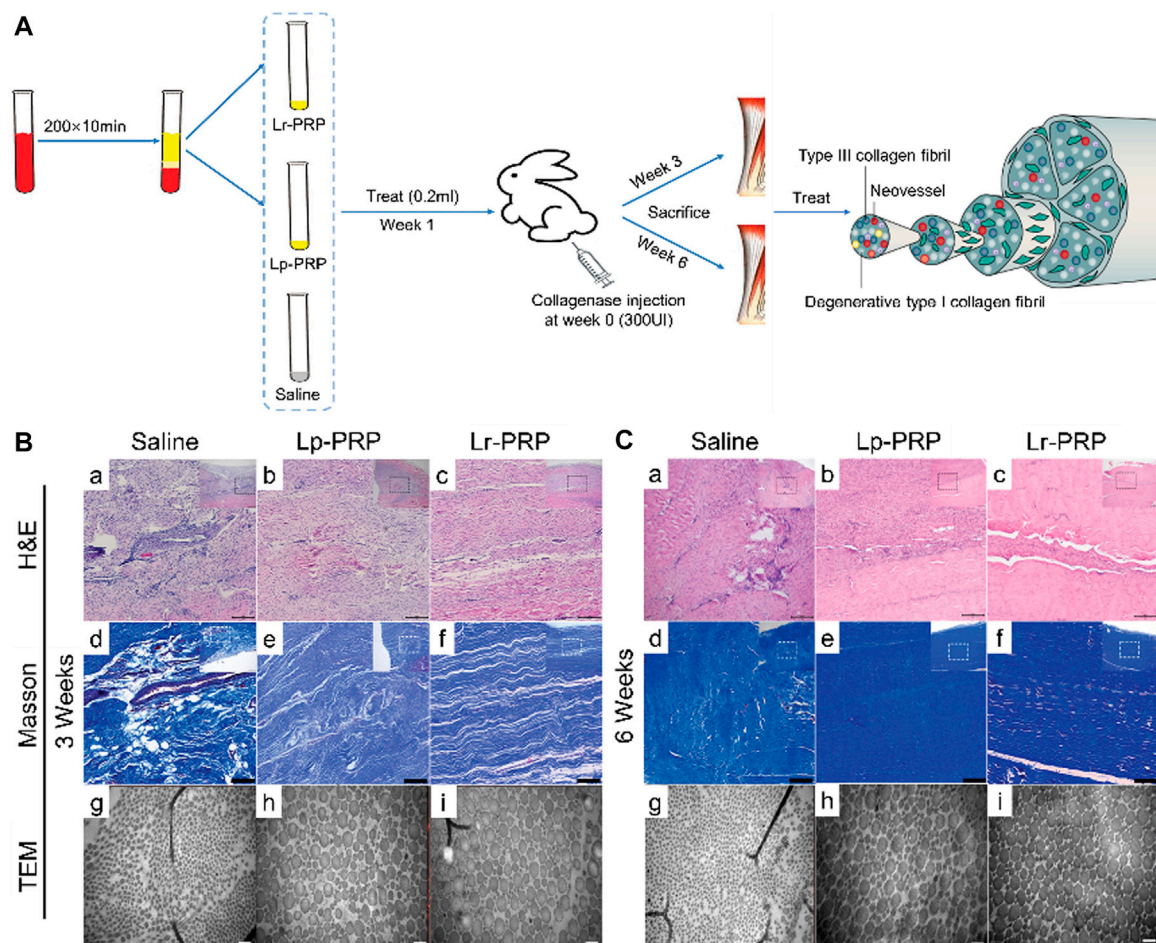 A
200×10min
Lr-PRP
Lp-PRP
Saline
Treat (0.2ml)
Week 1
Collagenase injection
at week 0 (300UI)
Week 3
Sacrifice
Week 6
Treat
Type III collagen fibril
Neovessel
Degenerative type I collagen fibril
B
Saline
Lp-PRP
Lr-PRP
H&E
Masson
TEM
3 Weeks
a
b
c
d
e
f
g
h
i
C
Saline
Lp-PRP
Lr-PRP
6 Weeks
a
b
c
d
e
f
g
h
i